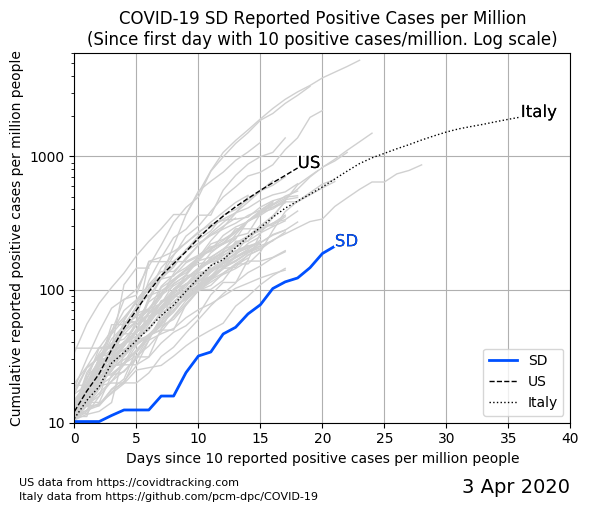 COVID-19 SD Reported Positive Cases per Million
(Since first day with 10 positive cases/million. Log scale)
Cumulative reported positive cases per million people
1000
100
10
Italy
US
SD
SD
US
Italy
0 5 10 15 20 25 30 35 40
Days since 10 reported positive cases per million people
US data from https://covidtracking.com
Italy data from https://github.com/pcm-dpc/COVID-19
3 Apr 2020